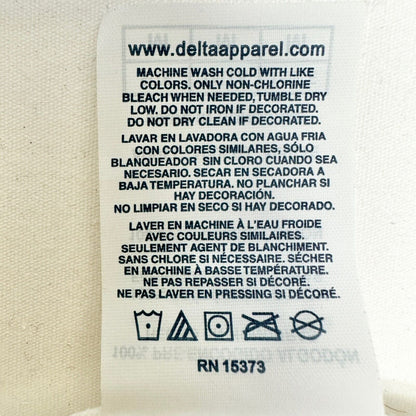 www.deltaapparel.com
MACHINE WASH COLD WITH LIKE
COLORS. ONLY NON-CHLORINE
BLEACH WHEN NEEDED, TUMBLE DRY
LOW. DO NOT IRON IF DECORATED.
DO NOT DRY CLEAN IF DECORATED.
LAVAR EN LAVADORA CON AGUA FRIA
CON COLORES SIMILARES, SÓLO
BLANQUEADOR SIN CLORO CUANDO SEA
NECESARIO. SECAR EN SECADORA A
BAJA TEMPERATURA. NO PLANCHAR SI
HAY DECORACIÓN.
NO LIMPIAR EN SECO SI HAY DECORADO.
LAVER EN MACHINE À L'EAU FROIDE
AVEC COULEURS SIMILAIRES.
SEULEMENT AGENT DE BLANCHIMENT.
SANS CHLORE SI NÉCESSAIRE. SÉCHER
EN MACHINE À BASSE TEMPÉRATURE.
NE PAS REPASSER SI DÉCORÉ.
NE PAS LAVER EN PRESSING SI DÉCORÉ.
100% PREENCOGIDO ALGODÓN
RN 15373